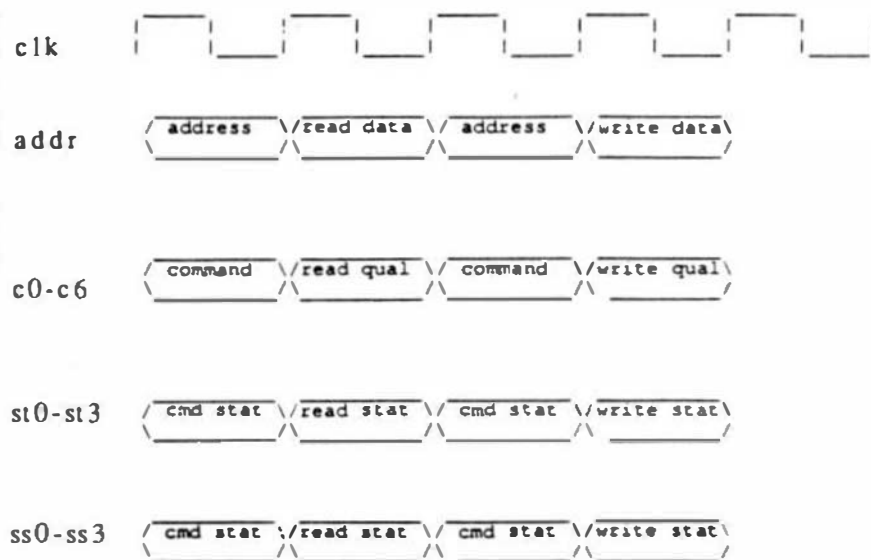 clk
addr address read data address write data
c0-c6 command read qual command write qual
st0-st3 cmd stat read stat cmd stat write stat
ss0-ss3 cmd stat read stat cmd stat write stat